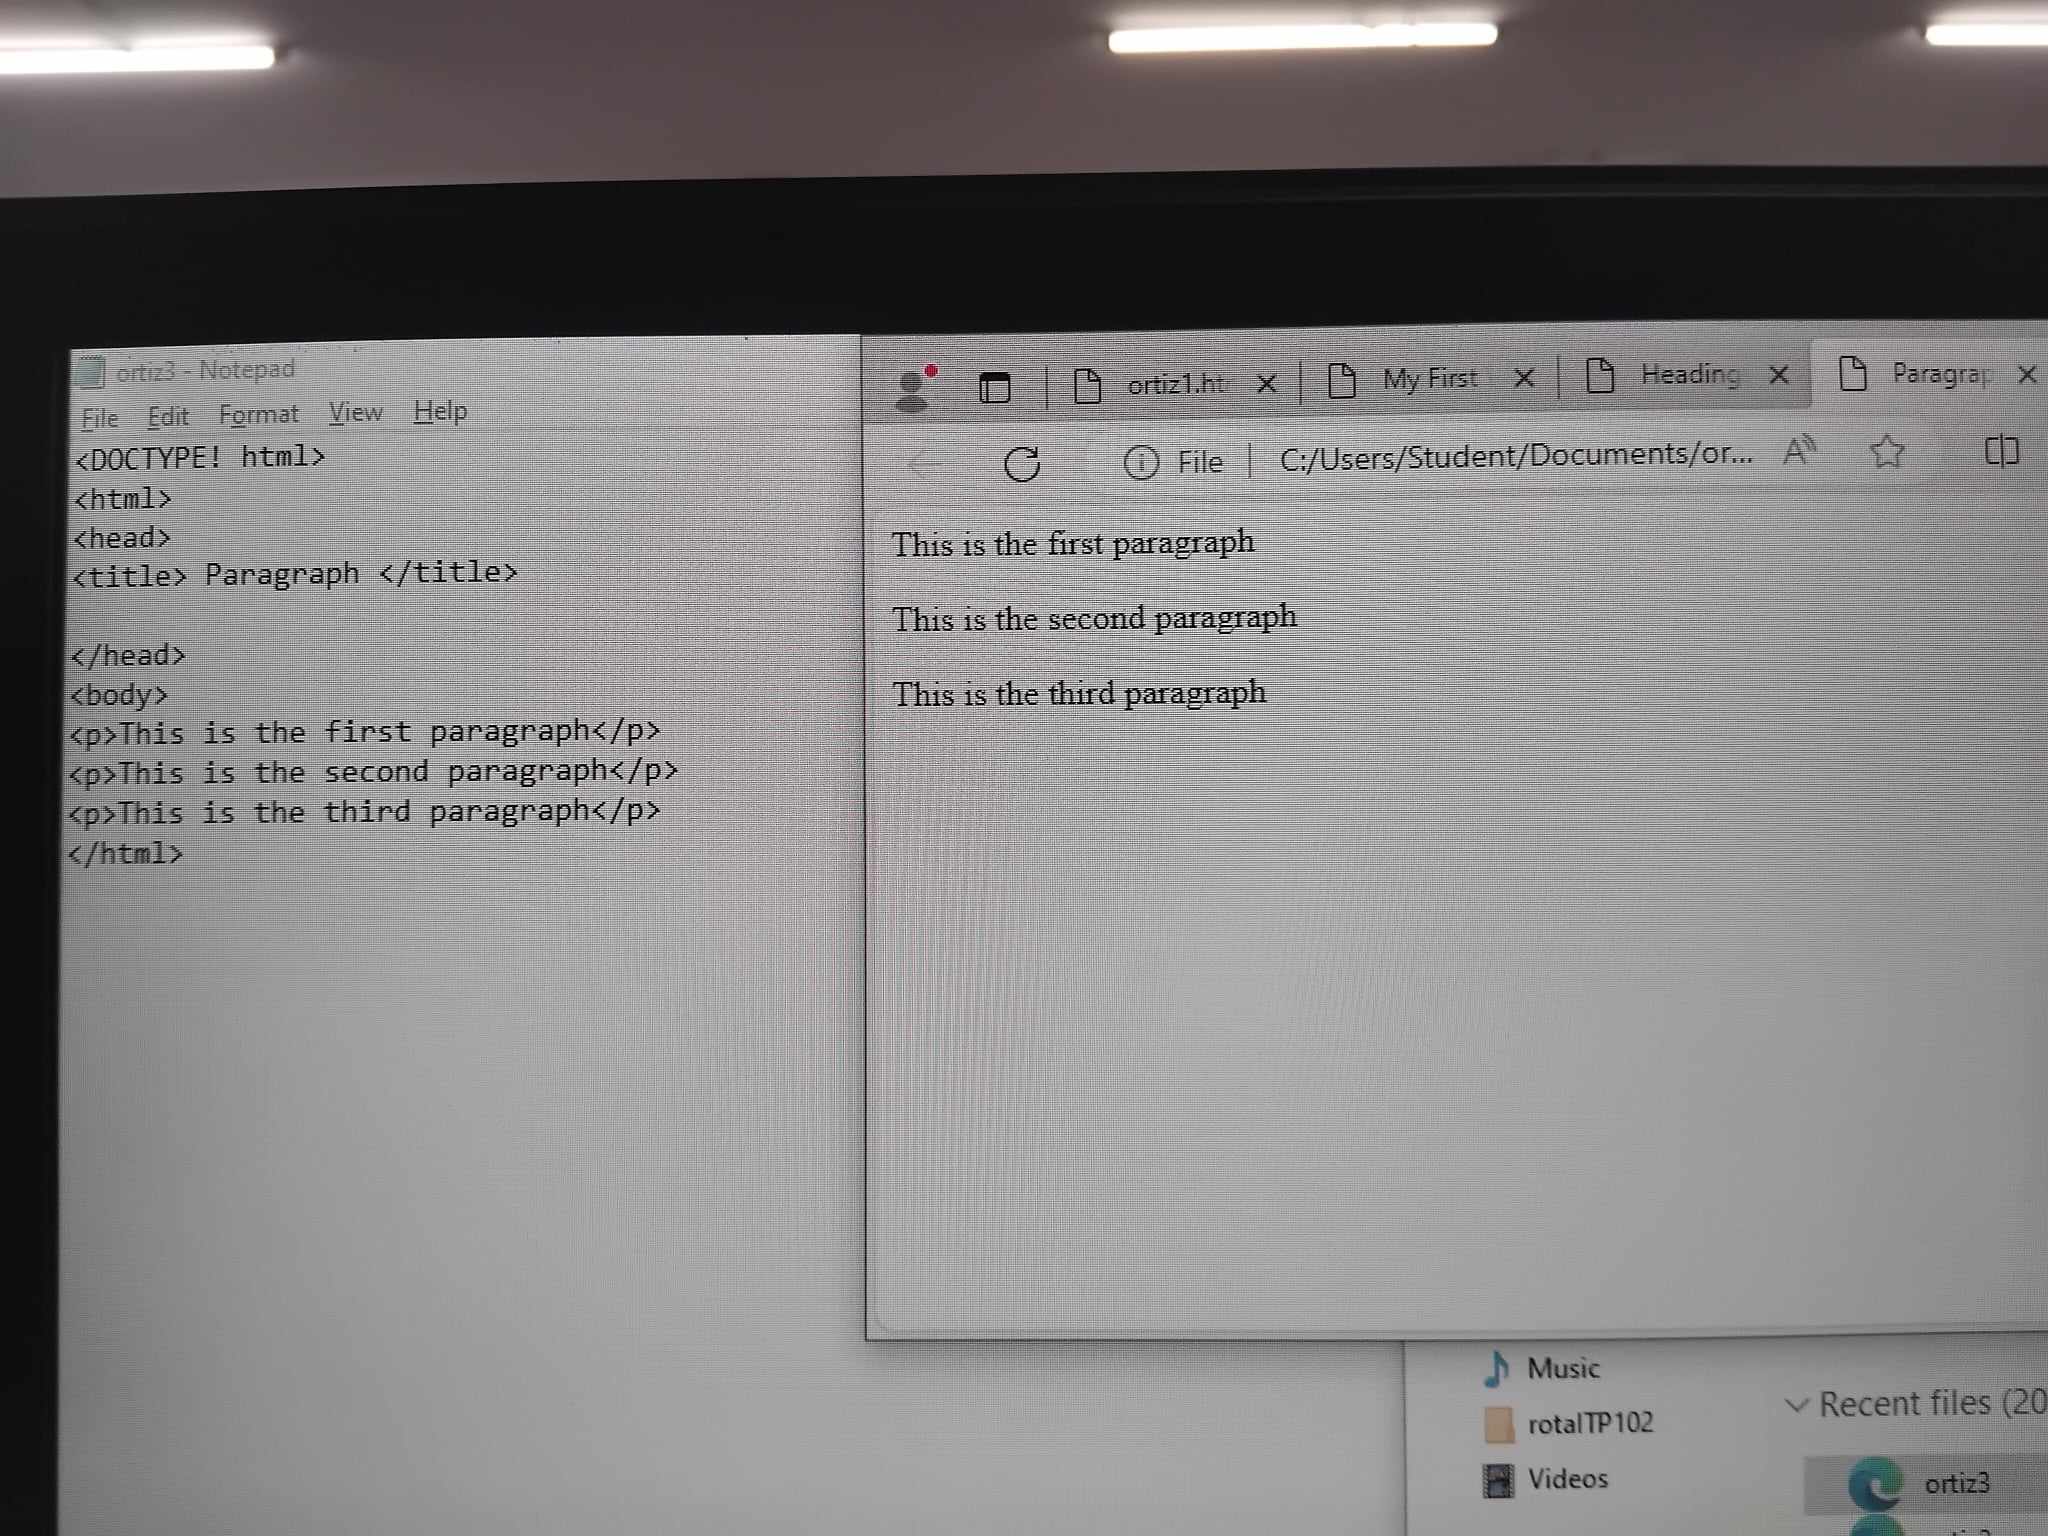 ortiz3 - Notepad
File Edit Format View Help
<DOCTYPE! html>
<html>
<head>
<title> Paragraph </title>
</head>
<body>
<p>This is the first paragraph</p>
<p>This is the second paragraph</p>
<p>This is the third paragraph</p>
</html>
ortiz1.ht My First Heading Paragrap
File C:/Users/Student/Documents/or...
This is the first paragraph
This is the second paragraph
This is the third paragraph
Music
rotaITP102
Videos
Recent files (20
ortiz3